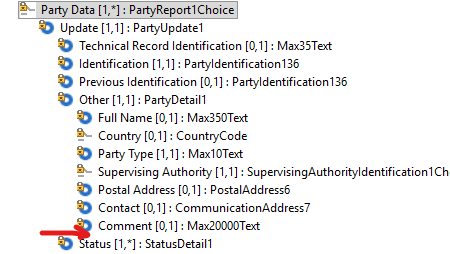 Party Data [1,*] : PartyReport1Choice
Update [1,1] : PartyUpdate1
Technical Record Identification [0,1] : Max35Text
Identification [1,1] : PartyIdentification136
Previous Identification [0,1] : PartyIdentification136
Other [1,1] : PartyDetail1
Full Name [0,1] : Max350Text
Country [0,1] : CountryCode
Party Type [1,1] : Max10Text
Supervising Authority [1,1] : SupervisingAuthorityIdentification1Ch
Postal Address [0,1] : PostalAddress6
Contact [0,1] : CommunicationAddress7
Comment [0,1] : Max20000Text
Status [1,*] : StatusDetail1